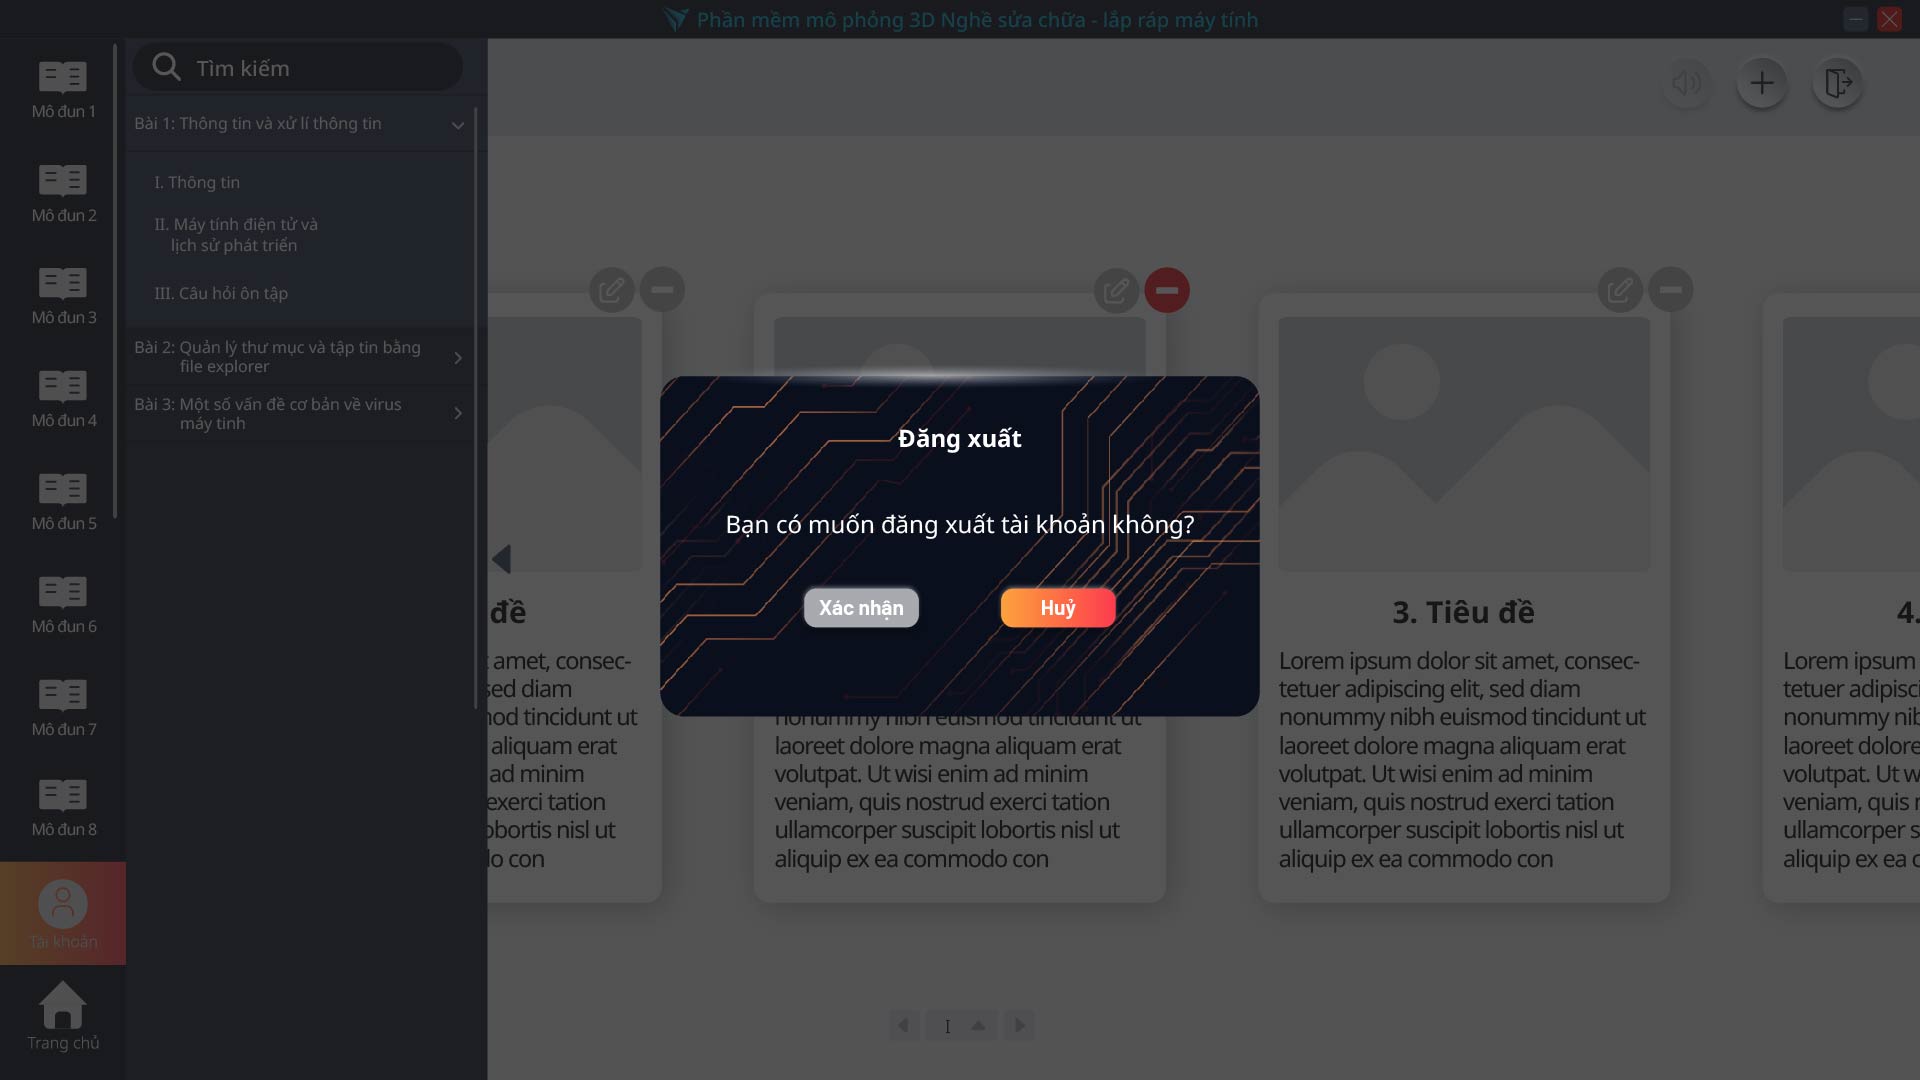 Phần mềm mô phỏng 3D Nghề sửa chữa - lắp ráp máy tính
Mô đun 1
Mô đun 2
Mô đun 3
Mô đun 4
Mô đun 5
Mô đun 6
Mô đun 7
Mô đun 8
Tài khoản
Trang chủ
Tìm kiếm
Bài 1: Thông tin và xử lí thông tin
I. Thông tin
II. Máy tính điện tử và
lịch sử phát triển
III. Câu hỏi ôn tập
Bài 2: Quản lý thư mục và tập tin bằng
file explorer
Bài 3: Một số vấn đề cơ bản về virus
máy tinh
Đăng xuất
Bạn có muốn đăng xuất tài khoản không?
Xác nhận
Huỷ
đề
amet, consec-
sed diam
tincidunt ut
aliquam erat
ad minim
exerci tation
nisl ut
con
nonummy nibh euismod tincidunt ut
laoreet dolore magna aliquam erat
volutpat. Ut wisi enim ad minim
veniam, quis nostrud exerci tation
ullamcorper suscipit lobortis nisl ut
aliquip ex ea commodo con
3. Tiêu đề
Lorem ipsum dolor sit amet, consec-
tetuer adipiscing elit, sed diam
nonummy nibh euismod tincidunt ut
laoreet dolore magna aliquam erat
volutpat. Ut wisi enim ad minim
veniam, quis nostrud exerci tation
ullamcorper suscipit lobortis nisl ut
aliquip ex ea commodo con
4.
Lorem ipsum
tetuer
nonummy
laoreet
volutpat. Ut
veniam, quis
ullamcorper
aliquip ex ea
I